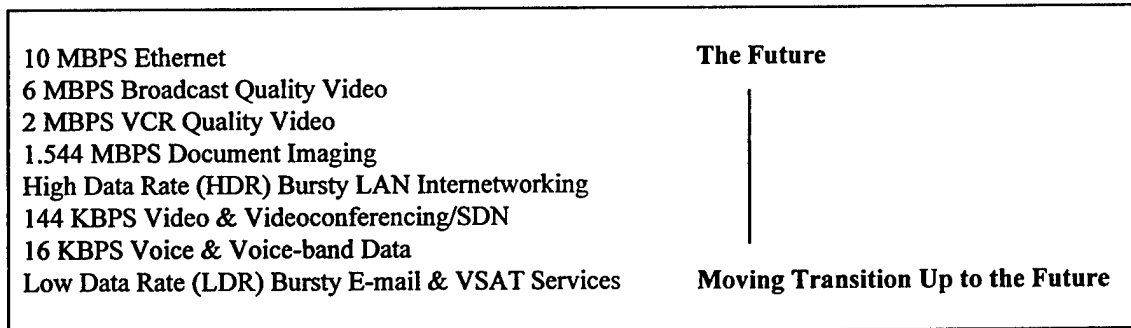 10 MBPS Ethernet The Future
6 MBPS Broadcast Quality Video
2 MBPS VCR Quality Video
1.544 MBPS Document Imaging
High Data Rate (HDR) Bursty LAN Internetworking
144 KBPS Video & Videoconferencing/SDN
16 KBPS Voice & Voice-band Data
Low Data Rate (LDR) Bursty E-mail & VSAT Services Moving Transition Up to the Future